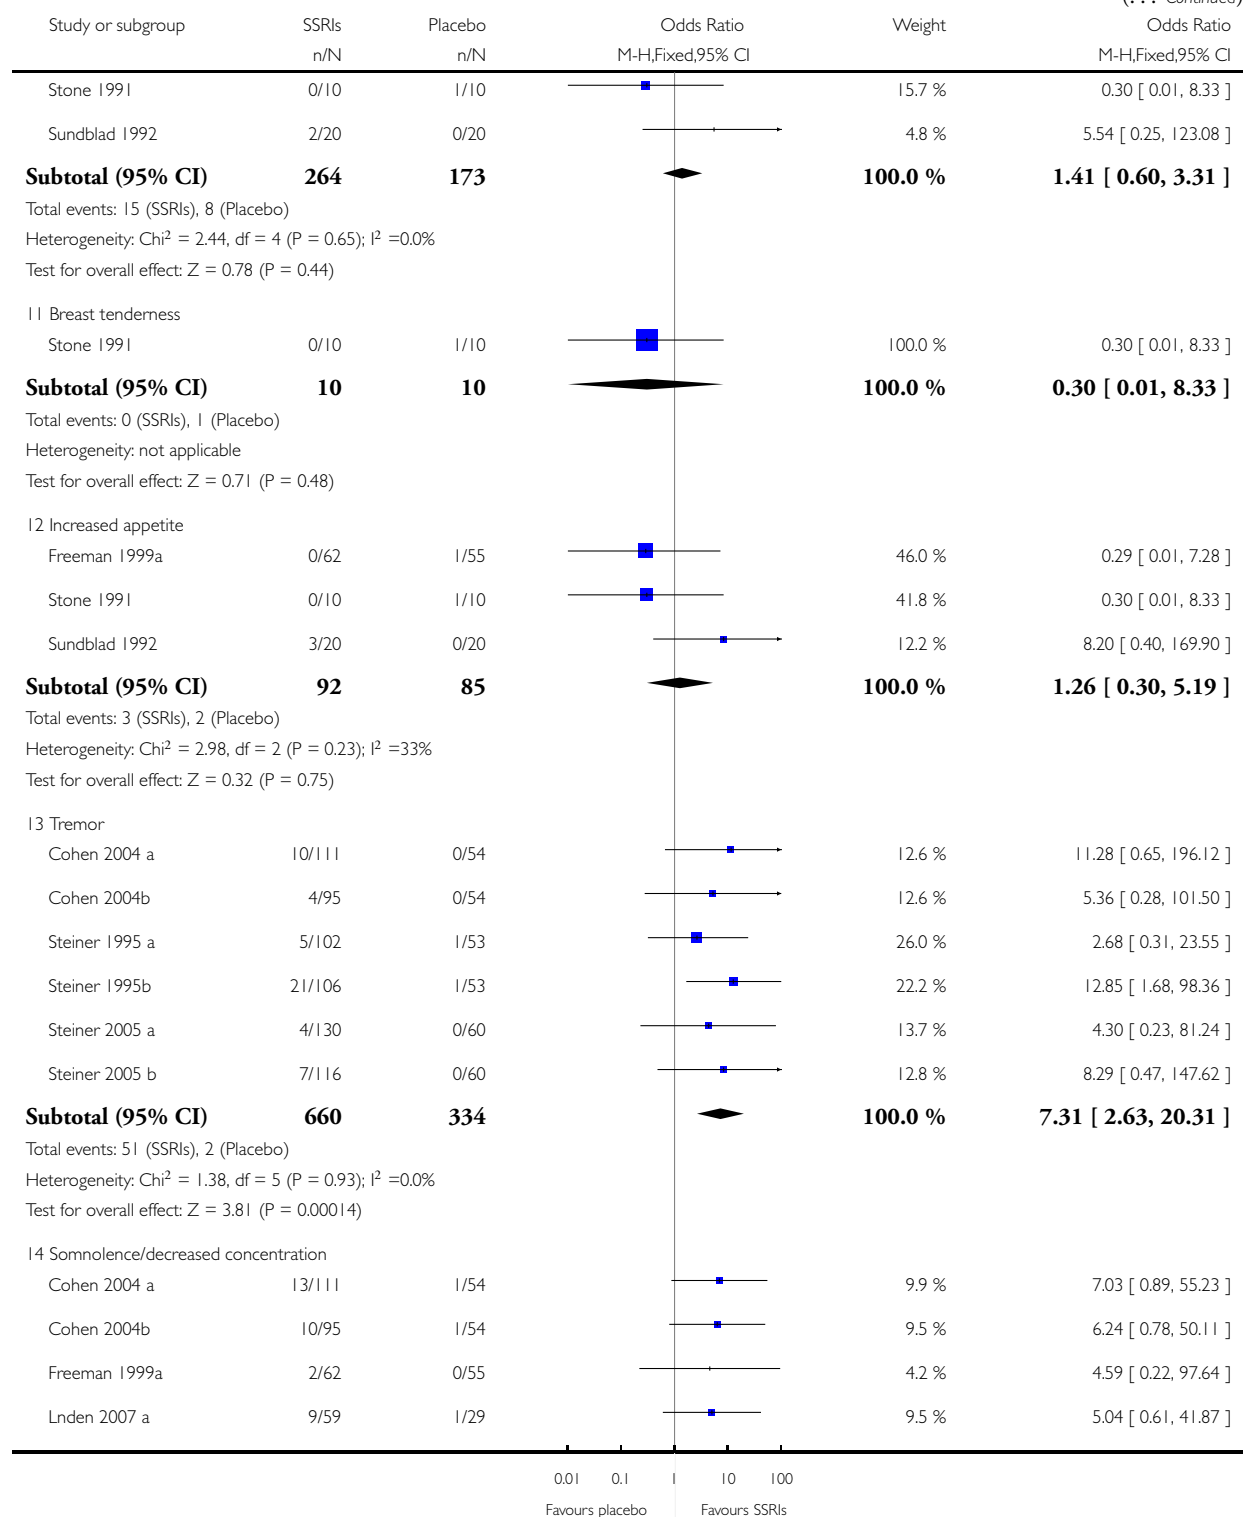 (... Continued)
Study or subgroup SSRIs Placebo Odds Ratio Weight Odds Ratio
n/N n/N M-H,Fixed,95% CI M-H,Fixed,95% CI
Stone 1991 0/10 1/10 15.7 % 0.30 [ 0.01, 8.33 ]
Sundblad 1992 2/20 0/20 4.8 % 5.54 [ 0.25, 123.08 ]
Subtotal (95% CI) 264 173 100.0 % 1.41 [ 0.60, 3.31 ]
Total events: 15 (SSRIs), 8 (Placebo)
Heterogeneity: Chi² = 2.44, df = 4 (P = 0.65); I² =0.0%
Test for overall effect: Z = 0.78 (P = 0.44)
11 Breast tenderness
Stone 1991 0/10 1/10 100.0 % 0.30 [ 0.01, 8.33 ]
Subtotal (95% CI) 10 10 100.0 % 0.30 [ 0.01, 8.33 ]
Total events: 0 (SSRIs), 1 (Placebo)
Heterogeneity: not applicable
Test for overall effect: Z = 0.71 (P = 0.48)
12 Increased appetite
Freeman 1999a 0/62 1/55 46.0 % 0.29 [ 0.01, 7.28 ]
Stone 1991 0/10 1/10 41.8 % 0.30 [ 0.01, 8.33 ]
Sundblad 1992 3/20 0/20 12.2 % 8.20 [ 0.40, 169.90 ]
Subtotal (95% CI) 92 85 100.0 % 1.26 [ 0.30, 5.19 ]
Total events: 3 (SSRIs), 2 (Placebo)
Heterogeneity: Chi² = 2.98, df = 2 (P = 0.23); I² =33%
Test for overall effect: Z = 0.32 (P = 0.75)
13 Tremor
Cohen 2004 a 10/111 0/54 12.6 % 11.28 [ 0.65, 196.12 ]
Cohen 2004b 4/95 0/54 12.6 % 5.36 [ 0.28, 101.50 ]
Steiner 1995 a 5/102 1/53 26.0 % 2.68 [ 0.31, 23.55 ]
Steiner 1995b 21/106 1/53 22.2 % 12.85 [ 1.68, 98.36 ]
Steiner 2005 a 4/130 0/60 13.7 % 4.30 [ 0.23, 81.24 ]
Steiner 2005 b 7/116 0/60 12.8 % 8.29 [ 0.47, 147.62 ]
Subtotal (95% CI) 660 334 100.0 % 7.31 [ 2.63, 20.31 ]
Total events: 51 (SSRIs), 2 (Placebo)
Heterogeneity: Chi² = 1.38, df = 5 (P = 0.93); I² =0.0%
Test for overall effect: Z = 3.81 (P = 0.00014)
14 Somnolence/decreased concentration
Cohen 2004 a 13/111 1/54 9.9 % 7.03 [ 0.89, 55.23 ]
Cohen 2004b 10/95 1/54 9.5 % 6.24 [ 0.78, 50.11 ]
Freeman 1999a 2/62 0/55 4.2 % 4.59 [ 0.22, 97.64 ]
Lnden 2007 a 9/59 1/29 9.5 % 5.04 [ 0.61, 41.87 ]
0.01 0.1 1 10 100
Favours placebo Favours SSRIs